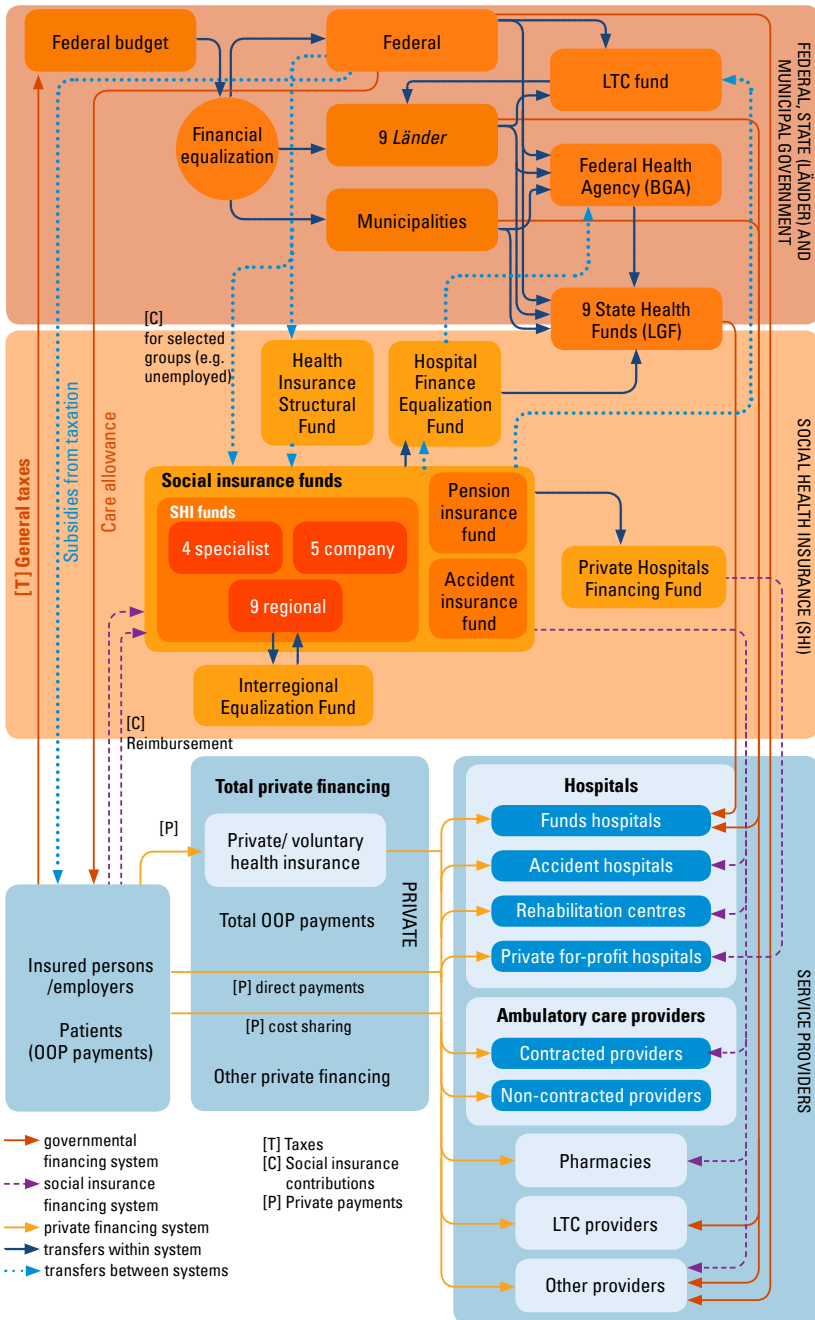 Federal budget
Federal
LTC fund
Financial
equalization
9 Länder
Federal Health
Agency (BGA)
Municipalities
9 State Health
Funds (LGF)
FEDERAL, STATE (LÄNDER) AND
MUNICIPAL GOVERNMENT
[C]
for selected
groups (e.g.
unemployed)
Health
Insurance
Structural
Fund
Hospital
Finance
Equalization
Fund
[T] General taxes
Subsidies from taxation
Care allowance
Social insurance funds
SHI funds
4 specialist
5 company
9 regional
Pension
insurance
fund
Accident
insurance
fund
Private Hospitals
Financing Fund
Interregional
Equalization Fund
SOCIAL HEALTH INSURANCE (SHI)
[C]
Reimbursement
Total private financing
[P]
Private/ voluntary
health insurance
PRIVATE
Total OOP payments
Insured persons
/employers
Patients
(OOP payments)
[P] direct payments
[P] cost sharing
Other private financing
Hospitals
Funds hospitals
Accident hospitals
Rehabilitation centres
Private for-profit hospitals
Ambulatory care providers
Contracted providers
Non-contracted providers
Pharmacies
LTC providers
Other providers
SERVICE PROVIDERS
governmental
financing system
social insurance
financing system
private financing system
transfers within system
transfers between systems
[T] Taxes
[C] Social insurance
contributions
[P] Private payments